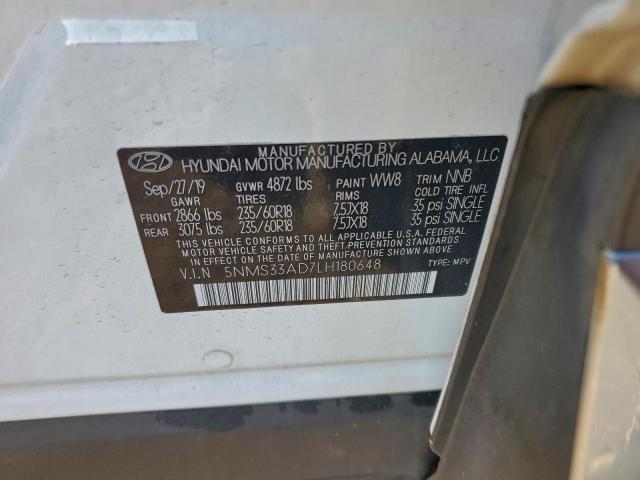 MANUFACTURED BY
HYUNDAI MOTOR MANUFACTURING ALABAMA, LLC
Sep/27/19 GVWR 4872 lbs PAINT WW8 TRIM NNB
GAWR TIRES RIMS COLD TIRE INFL
FRONT 2866 lbs 235/60R18 7.5JX18 35 psi SINGLE
REAR 3075 lbs 235/60R18 7.5JX18 35 psi SINGLE
THIS VEHICLE CONFORMS TO ALL APPLICABLE U.S.A. FEDERAL
MOTOR VEHICLE SAFETY AND THEFT PREVENTION STANDARDS IN
EFFECT ON THE DATE OF MANUFACTURE SHOWN ABOVE.
V.I.N 5NMS33AD7LH180648 TYPE: MPV